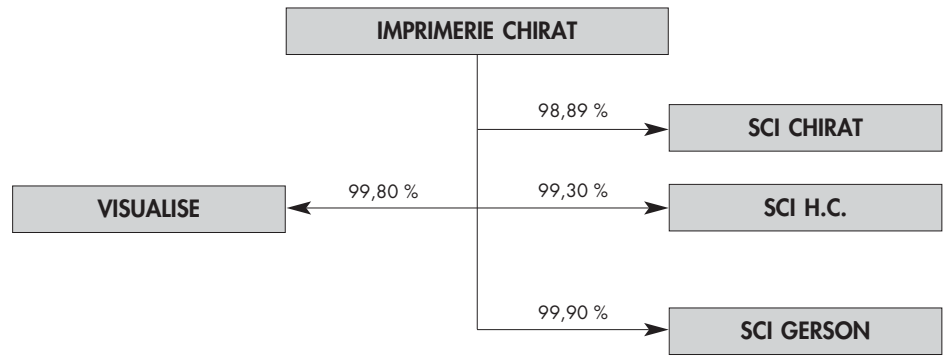 IMPRIMERIE CHIRAT
98,89 %
SCI CHIRAT
VISUALISE
99,80 %
99,30 %
SCI H.C.
99,90 %
SCI GERSON